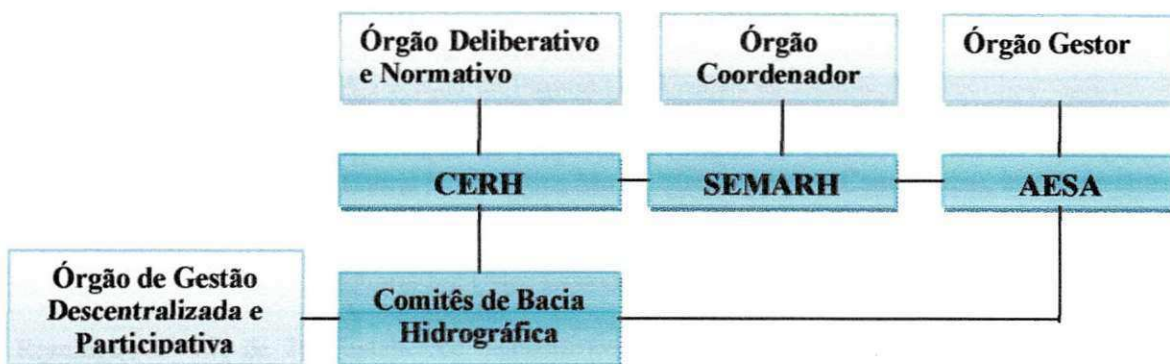 Órgão Deliberativo
e Normativo
Órgão
Coordenador
Órgão Gestor
CERH
SEMARH
AESA
Órgão de Gestão
Descentralizada e
Participativa
Comitês de Bacia
Hidrográfica